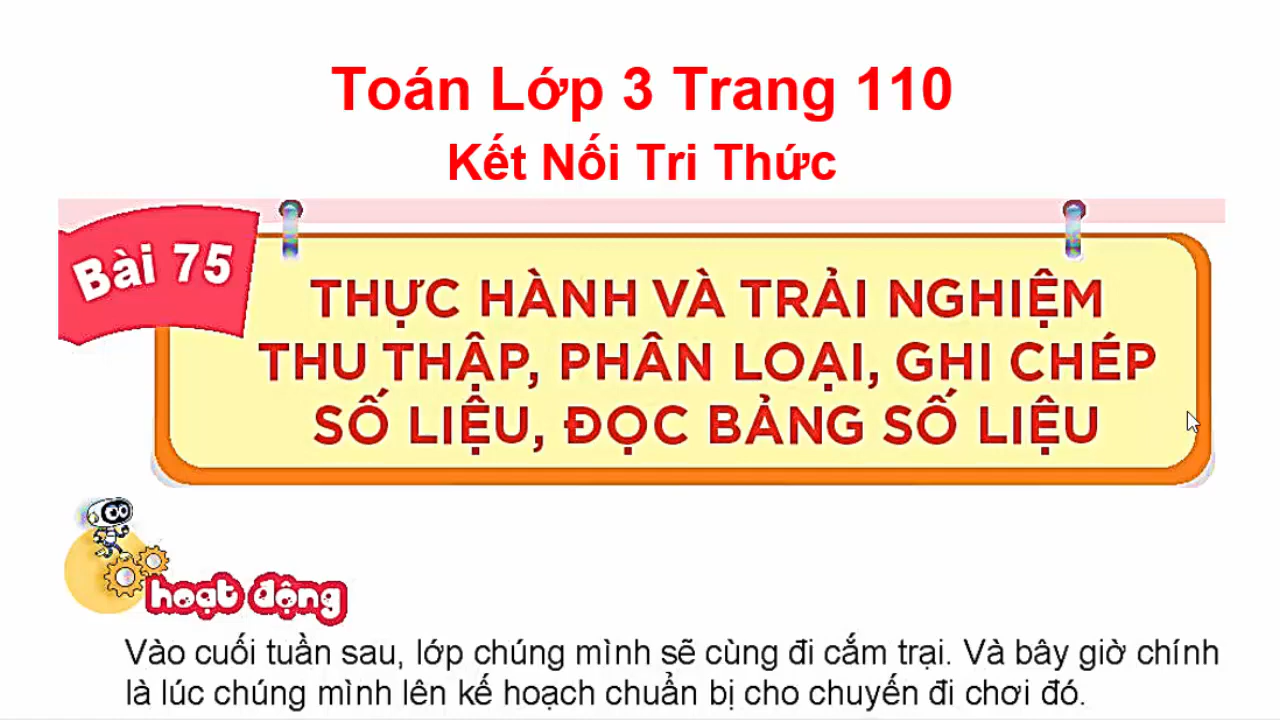 Toán Lớp 3 Trang 110
Kết Nối Tri Thức
Bài 75
THỰC HÀNH VÀ TRẢI NGHIỆM
THU THẬP, PHÂN LOẠI, GHI CHÉP
SỐ LIỆU, ĐỌC BẢNG SỐ LIỆU
hoạt động
Vào cuối tuần sau, lớp chúng mình sẽ cùng đi cắm trại. Và bây giờ chính
là lúc chúng mình lên kế hoạch chuẩn bị cho chuyến đi chơi đó.